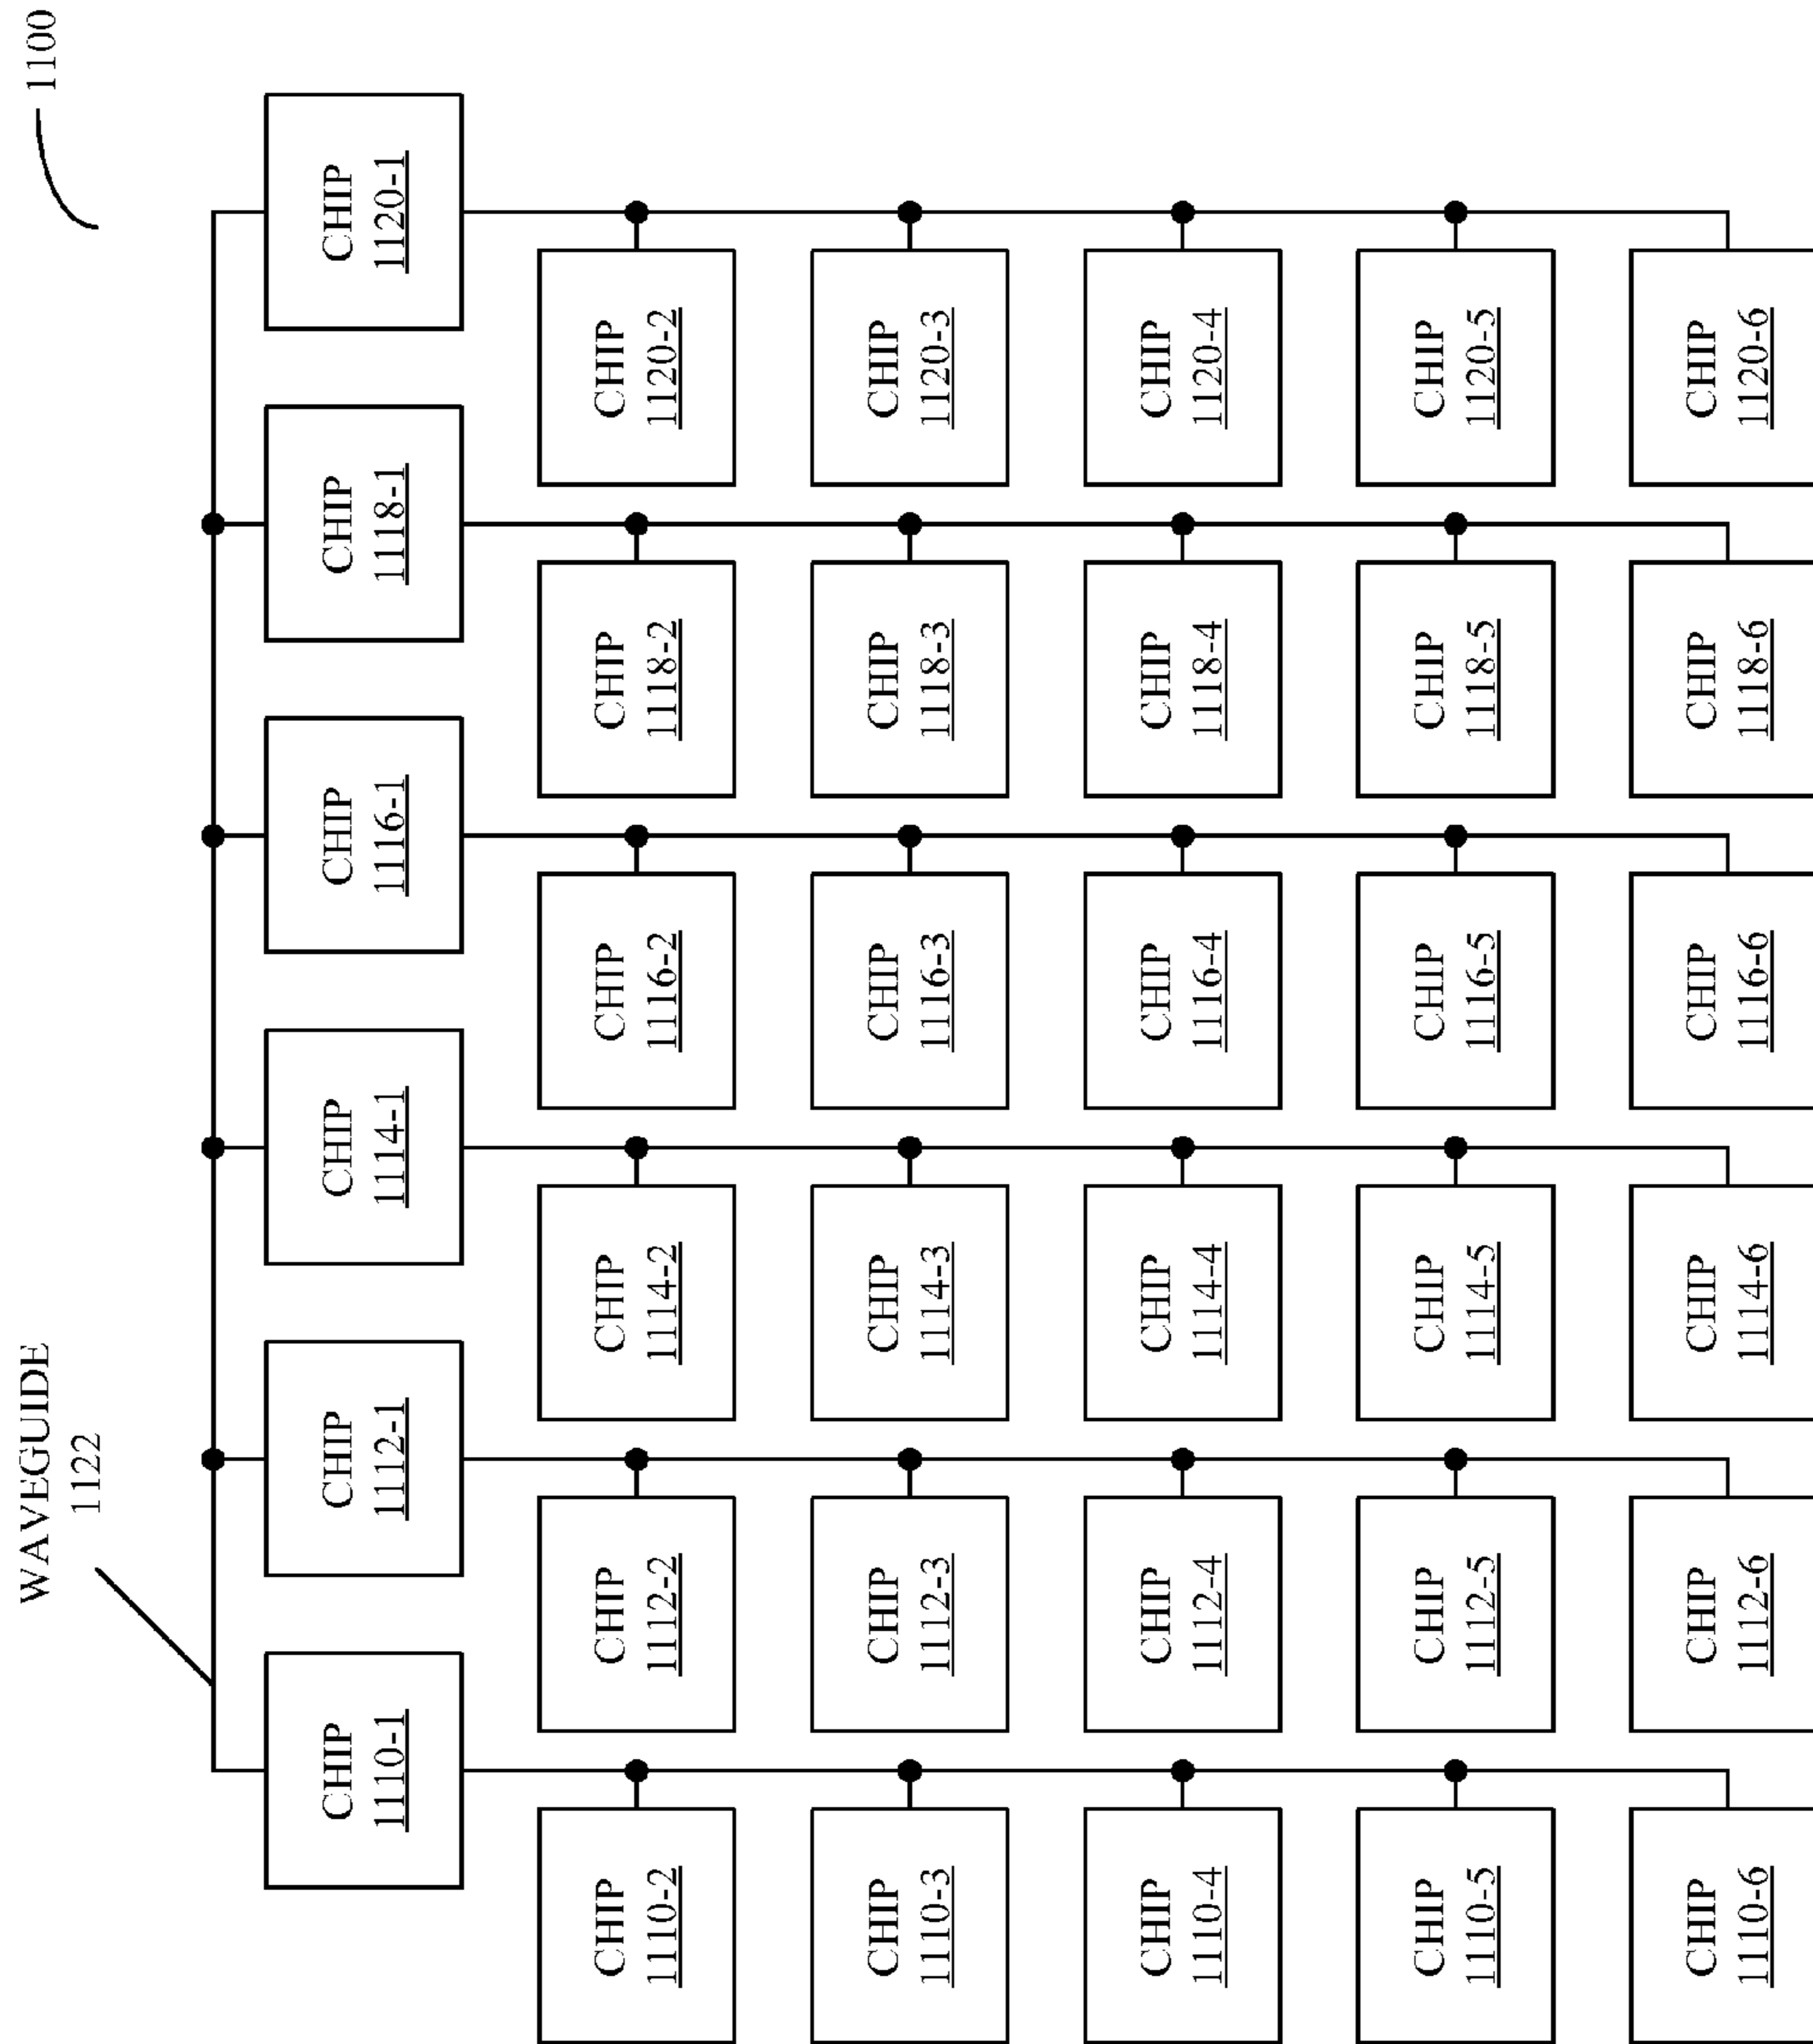 WAVEGUIDE
1122
1100
CHIP
1110-1
CHIP
1112-1
CHIP
1114-1
CHIP
1116-1
CHIP
1118-1
CHIP
1120-1
CHIP
1110-2
CHIP
1112-2
CHIP
1114-2
CHIP
1116-2
CHIP
1118-2
CHIP
1120-2
CHIP
1110-3
CHIP
1112-3
CHIP
1114-3
CHIP
1116-3
CHIP
1118-3
CHIP
1120-3
CHIP
1110-4
CHIP
1112-4
CHIP
1114-4
CHIP
1116-4
CHIP
1118-4
CHIP
1120-4
CHIP
1110-5
CHIP
1112-5
CHIP
1114-5
CHIP
1116-5
CHIP
1118-5
CHIP
1120-5
CHIP
1110-6
CHIP
1112-6
CHIP
1114-6
CHIP
1116-6
CHIP
1118-6
CHIP
1120-6